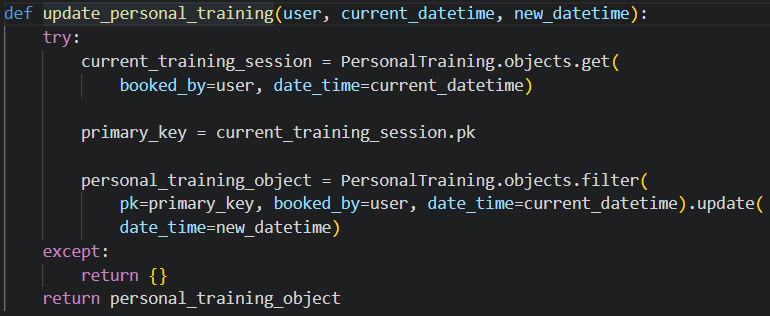 def update_personal_training(user, current_datetime, new_datetime):
    try:
        current_training_session = PersonalTraining.objects.get(
            booked_by=user, date_time=current_datetime)

        primary_key = current_training_session.pk

        personal_training_object = PersonalTraining.objects.filter(
            pk=primary_key, booked_by=user, date_time=current_datetime).update(
            date_time=new_datetime)
    except:
        return {}
    return personal_training_object